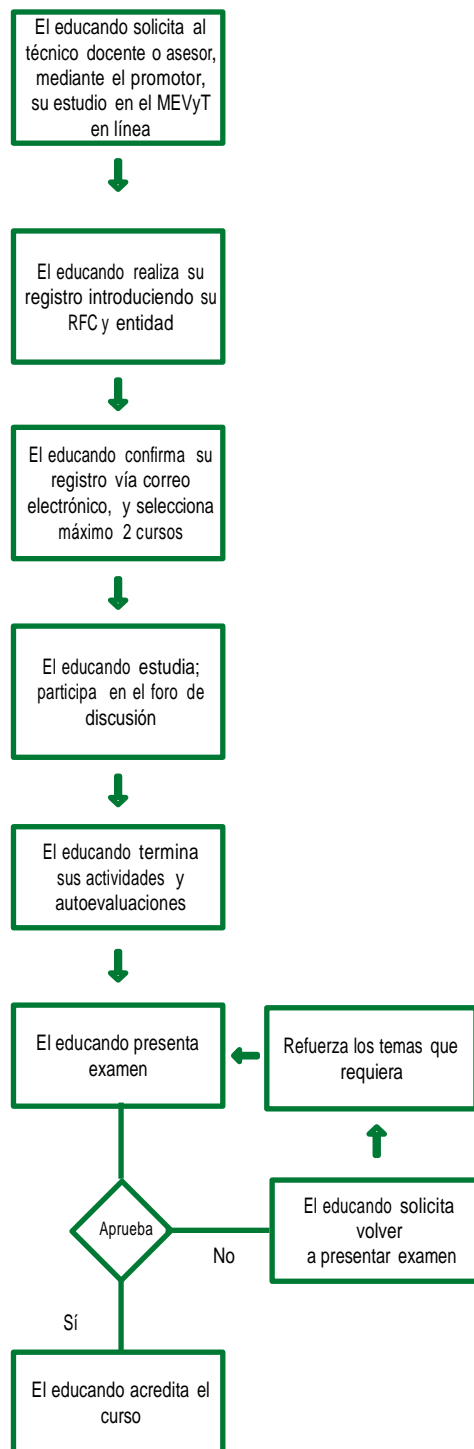 El educando solicita al
técnico docente o asesor,
mediante el promotor,
su estudio en el MEVyT
en línea
El educando realiza su
registro introduciendo su
RFC y entidad
El educando confirma su
registro vía correo
electrónico, y selecciona
máximo 2 cursos
El educando estudia;
participa en el foro de
discusión
El educando termina
sus actividades y
autoevaluaciones
El educando presenta
examen
Refuerza los temas que
requiera
Aprueba
No
El educando solicita
volver
a presentar examen
Sí
El educando acredita el
curso